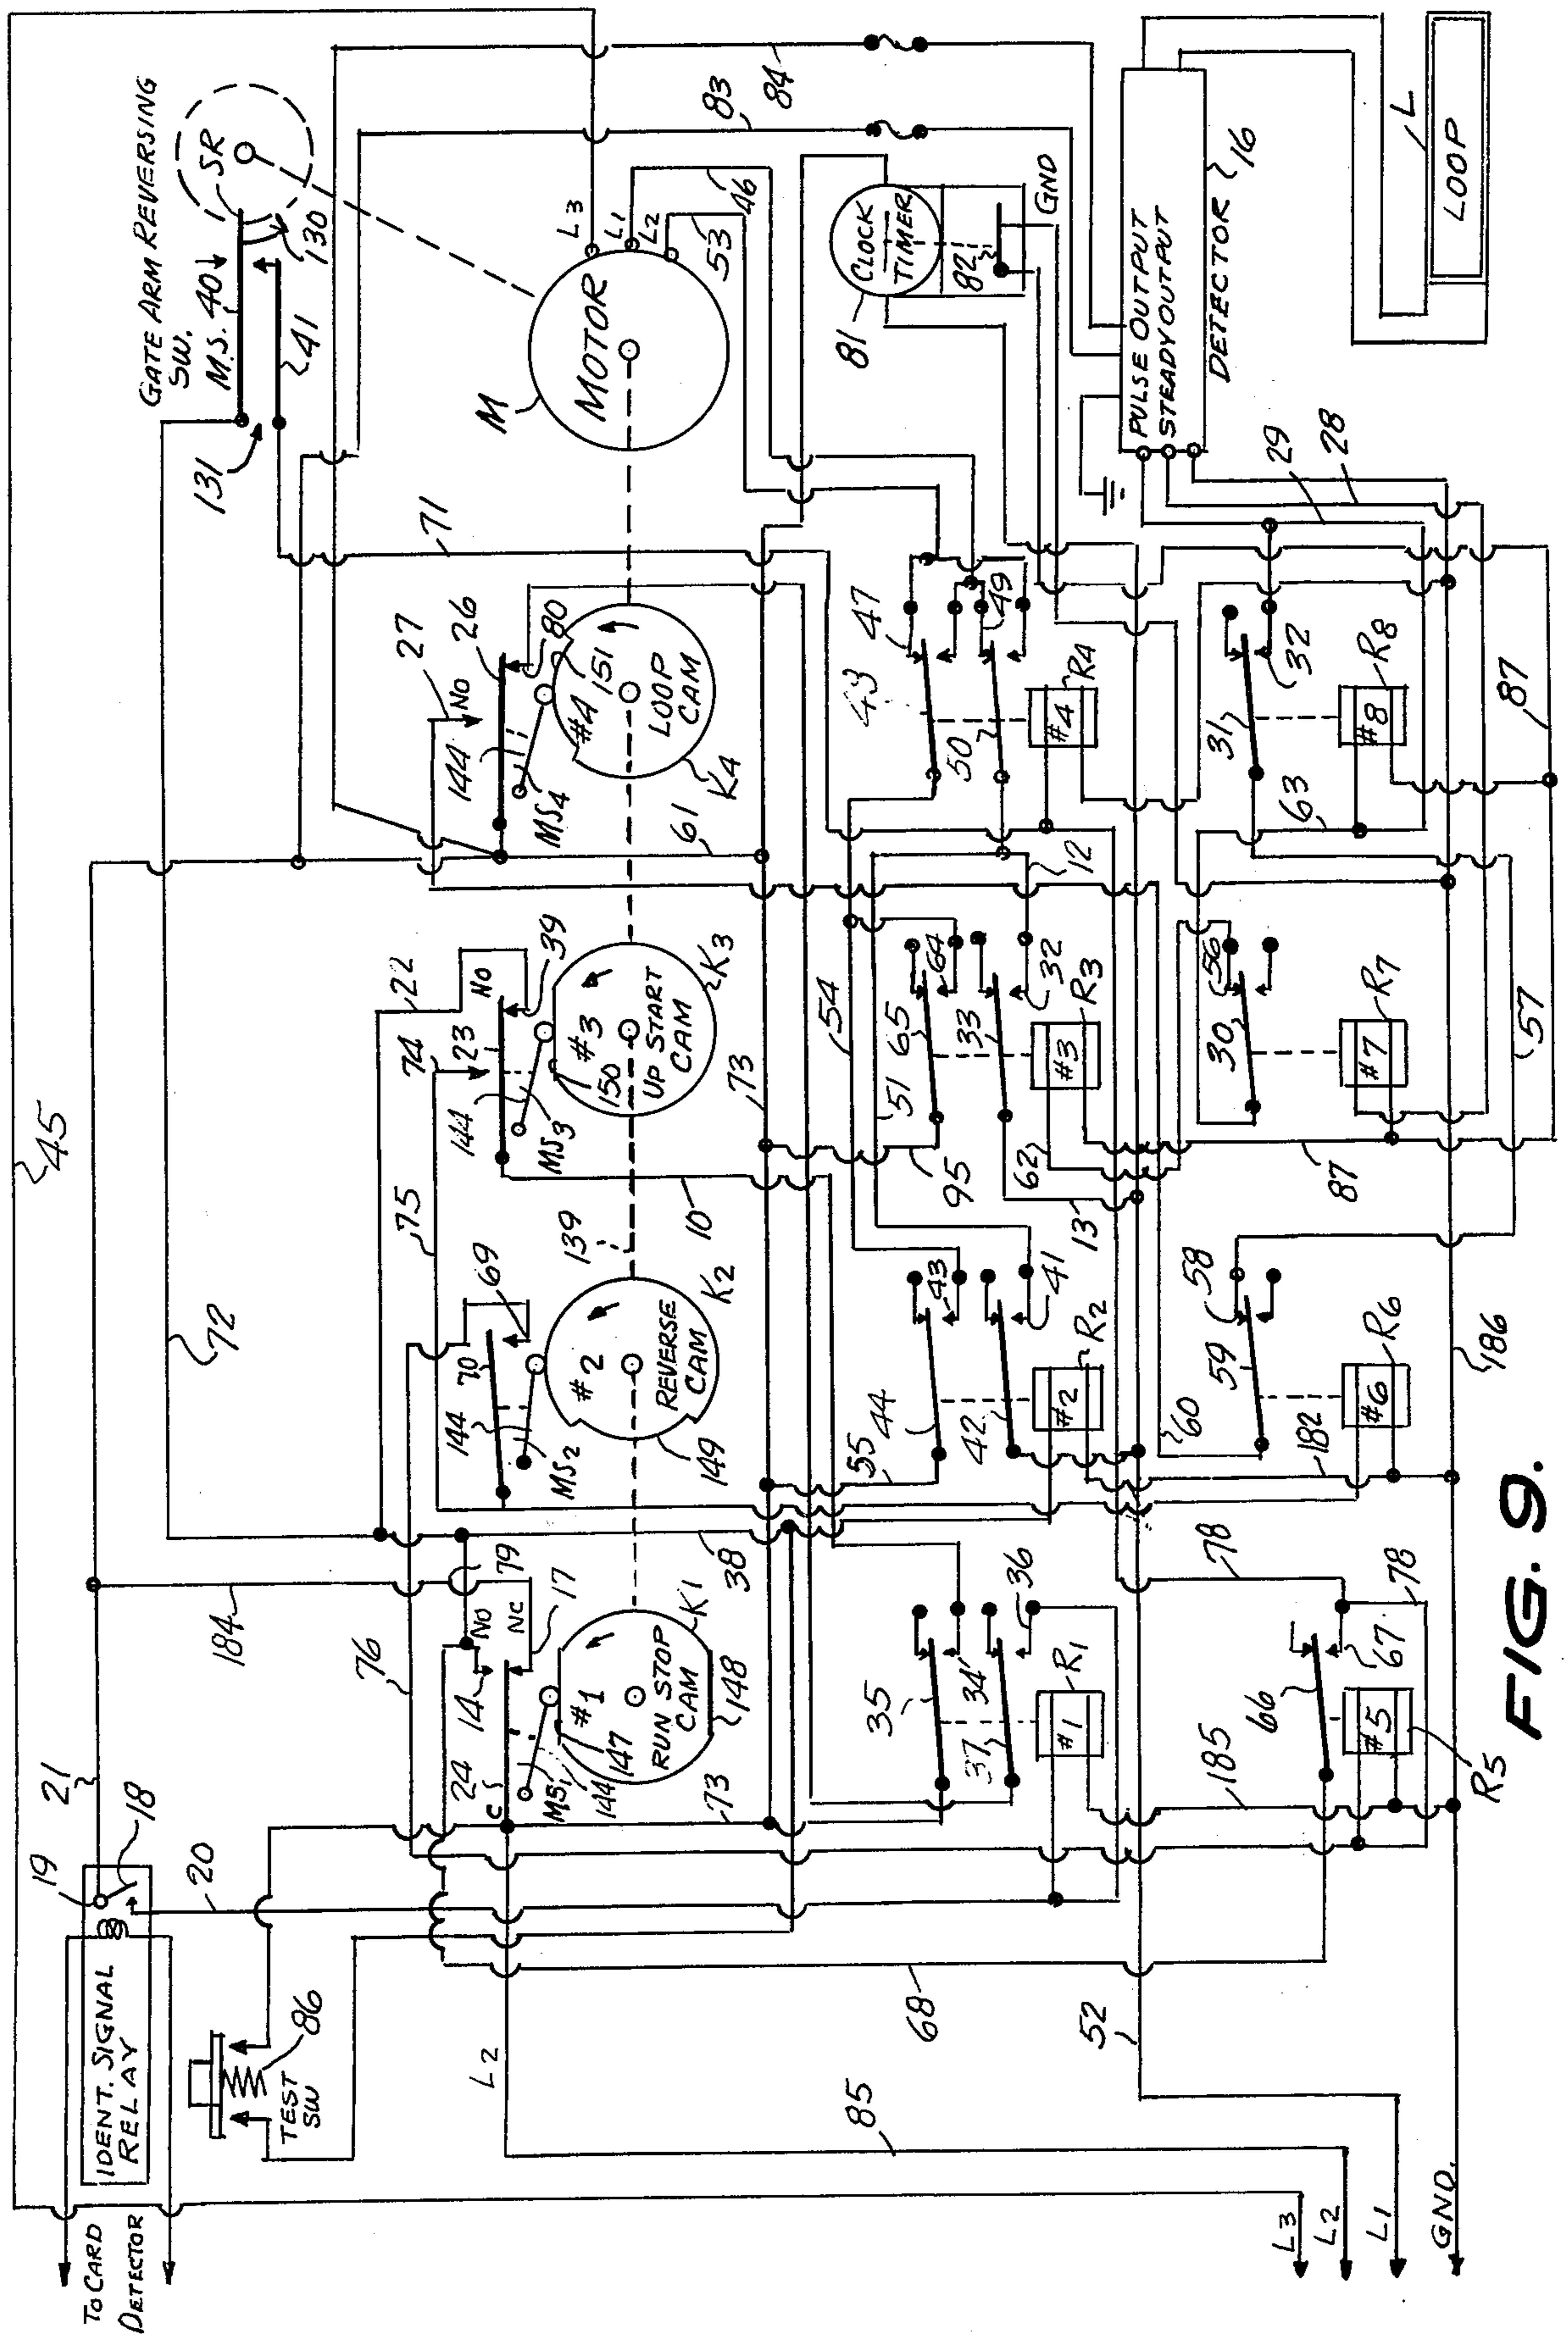 GATE ARM REVERSING
SW.
M.S. 40
SR
130
41
131
45
72
71
84
83
M
MOTOR
L3
L1
L2
46
53
CLOCK
TIMER
81
82
GND
PULSE OUTPUT
STEADY OUTPUT
DETECTOR
16
L
LOOP
29
28
27
NO
26
144
80
MS4
#4
151
LOOP
CAM
K4
61
22
NO
39
74
23
144
MS3
#3
150
UP START
CAM
K3
73
75
10
139
69
70
144
MS2
#2
REVERSE
CAM
K2
149
184
76
79
NO
NC
17
14
24
C
MS1
144
#1
147
RUN STOP
CAM
K1
148
73
38
21
19
18
20
IDENT. SIGNAL
RELAY
TO CARD
DETECTOR
TEST
SW
86
L2
85
68
52
47
43
49
50
#4
R4
12
54
51
65
64
33
32
#3
R3
95
62
13
55
44
43
42
41
#2
R2
35
34'
36
37
#1
R1
185
78
31
32
#8
R8
63
87
56
30
#7
R7
57
87
58
59
60
#6
R6
182
186
66
67
78
#5
R5
L3
L2
L1
GND.
FIG. 9.